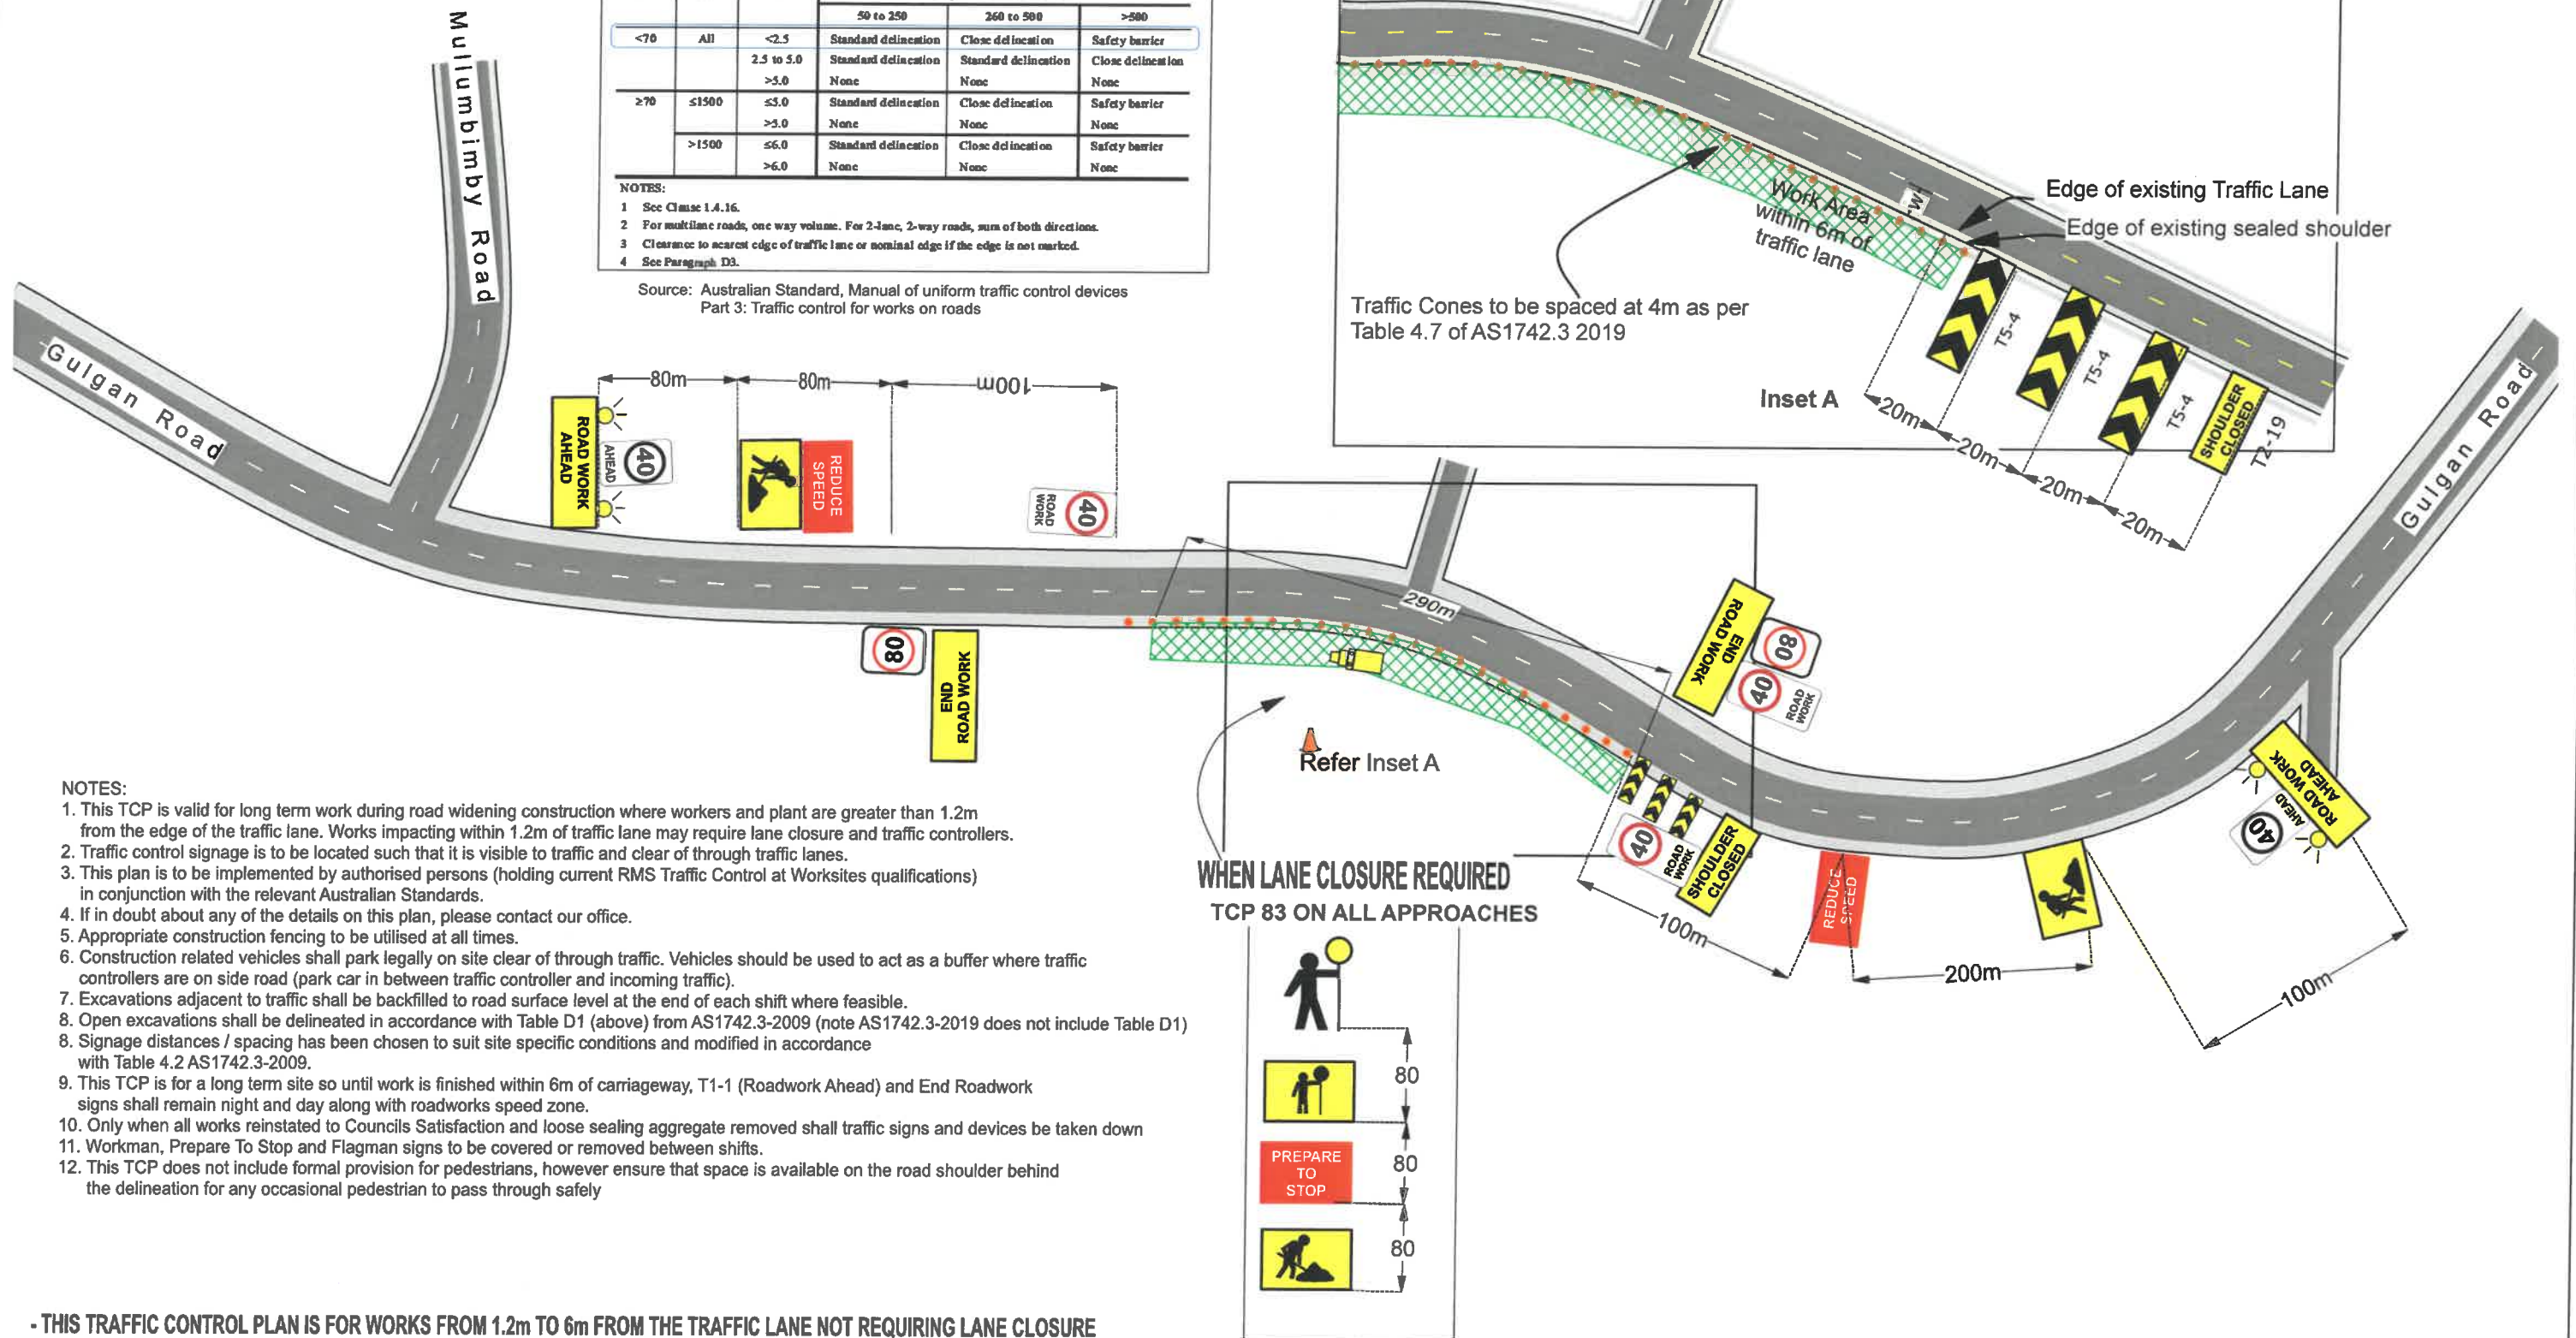 50 to 250 260 to 500 >500
<70 All <2.5 Standard delineation Close delineation Safety barrier
2.5 to 5.0 Standard delineation Standard delineation Close delineation
>5.0 None None None
≥70 ≤1500 ≤3.0 Standard delineation Close delineation Safety barrier
>3.0 None None None
>1500 ≤6.0 Standard delineation Close delineation Safety barrier
>6.0 None None None
NOTES:
1 See Clause 1.4.16.
2 For multilane roads, one way volume. For 2-lane, 2-way roads, sum of both directions.
3 Clearance to nearest edge of traffic lane or nominal edge if the edge is not marked.
4 See Paragraph D3.
Source: Australian Standard, Manual of uniform traffic control devices
Part 3: Traffic control for works on roads
Mullumbimby Road
Gulgan Road
Work Area
within 6m of
traffic lane
W
Edge of existing Traffic Lane
Edge of existing sealed shoulder
Traffic Cones to be spaced at 4m as per
Table 4.7 of AS1742.3 2019
Inset A
T5-4
T5-4
T5-4
SHOULDER
CLOSED
T2-19
20m
20m
20m
20m
Gulgan Road
80m
80m
100m
ROAD WORK
AHEAD
40
AHEAD
REDUCE
SPEED
ROAD
WORK
40
290m
80
END
ROAD WORK
END
ROAD WORK
80
40
ROAD
WORK
Refer Inset A
40
ROAD
WORK
SHOULDER
CLOSED
100m
REDUCE
SPEED
200m
ROAD WORK
AHEAD
40
AHEAD
100m
NOTES:
1. This TCP is valid for long term work during road widening construction where workers and plant are greater than 1.2m
from the edge of the traffic lane. Works impacting within 1.2m of traffic lane may require lane closure and traffic controllers.
2. Traffic control signage is to be located such that it is visible to traffic and clear of through traffic lanes.
3. This plan is to be implemented by authorised persons (holding current RMS Traffic Control at Worksites qualifications)
in conjunction with the relevant Australian Standards.
4. If in doubt about any of the details on this plan, please contact our office.
5. Appropriate construction fencing to be utilised at all times.
6. Construction related vehicles shall park legally on site clear of through traffic. Vehicles should be used to act as a buffer where traffic
controllers are on side road (park car in between traffic controller and incoming traffic).
7. Excavations adjacent to traffic shall be backfilled to road surface level at the end of each shift where feasible.
8. Open excavations shall be delineated in accordance with Table D1 (above) from AS1742.3-2009 (note AS1742.3-2019 does not include Table D1)
8. Signage distances / spacing has been chosen to suit site specific conditions and modified in accordance
with Table 4.2 AS1742.3-2009.
9. This TCP is for a long term site so until work is finished within 6m of carriageway, T1-1 (Roadwork Ahead) and End Roadwork
signs shall remain night and day along with roadworks speed zone.
10. Only when all works reinstated to Councils Satisfaction and loose sealing aggregate removed shall traffic signs and devices be taken down
11. Workman, Prepare To Stop and Flagman signs to be covered or removed between shifts.
12. This TCP does not include formal provision for pedestrians, however ensure that space is available on the road shoulder behind
the delineation for any occasional pedestrian to pass through safely
WHEN LANE CLOSURE REQUIRED
TCP 83 ON ALL APPROACHES
80
PREPARE
TO
STOP
80
80
- THIS TRAFFIC CONTROL PLAN IS FOR WORKS FROM 1.2m TO 6m FROM THE TRAFFIC LANE NOT REQUIRING LANE CLOSURE